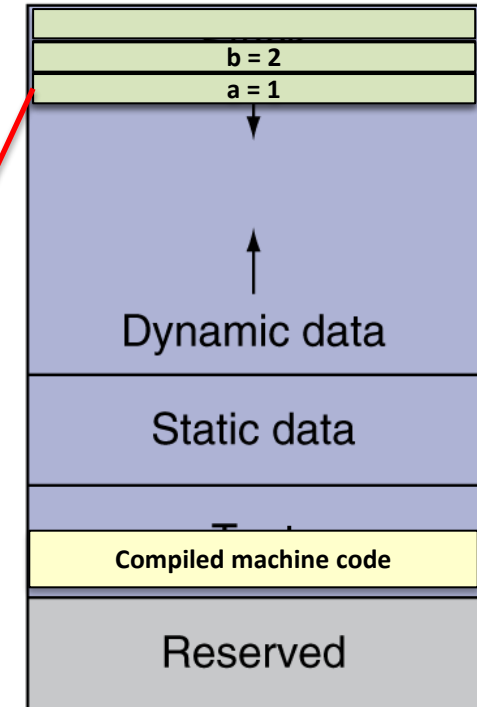 b = 2
a = 1
Dynamic data
Static data
Compiled machine code
Reserved